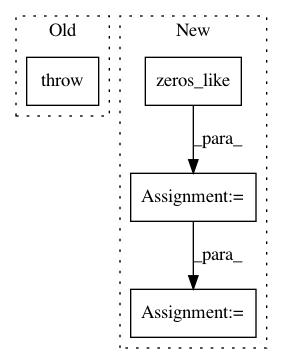 Old
New
throw
zeros_like
_para_
Assignment:=
_para_
Assignment:=